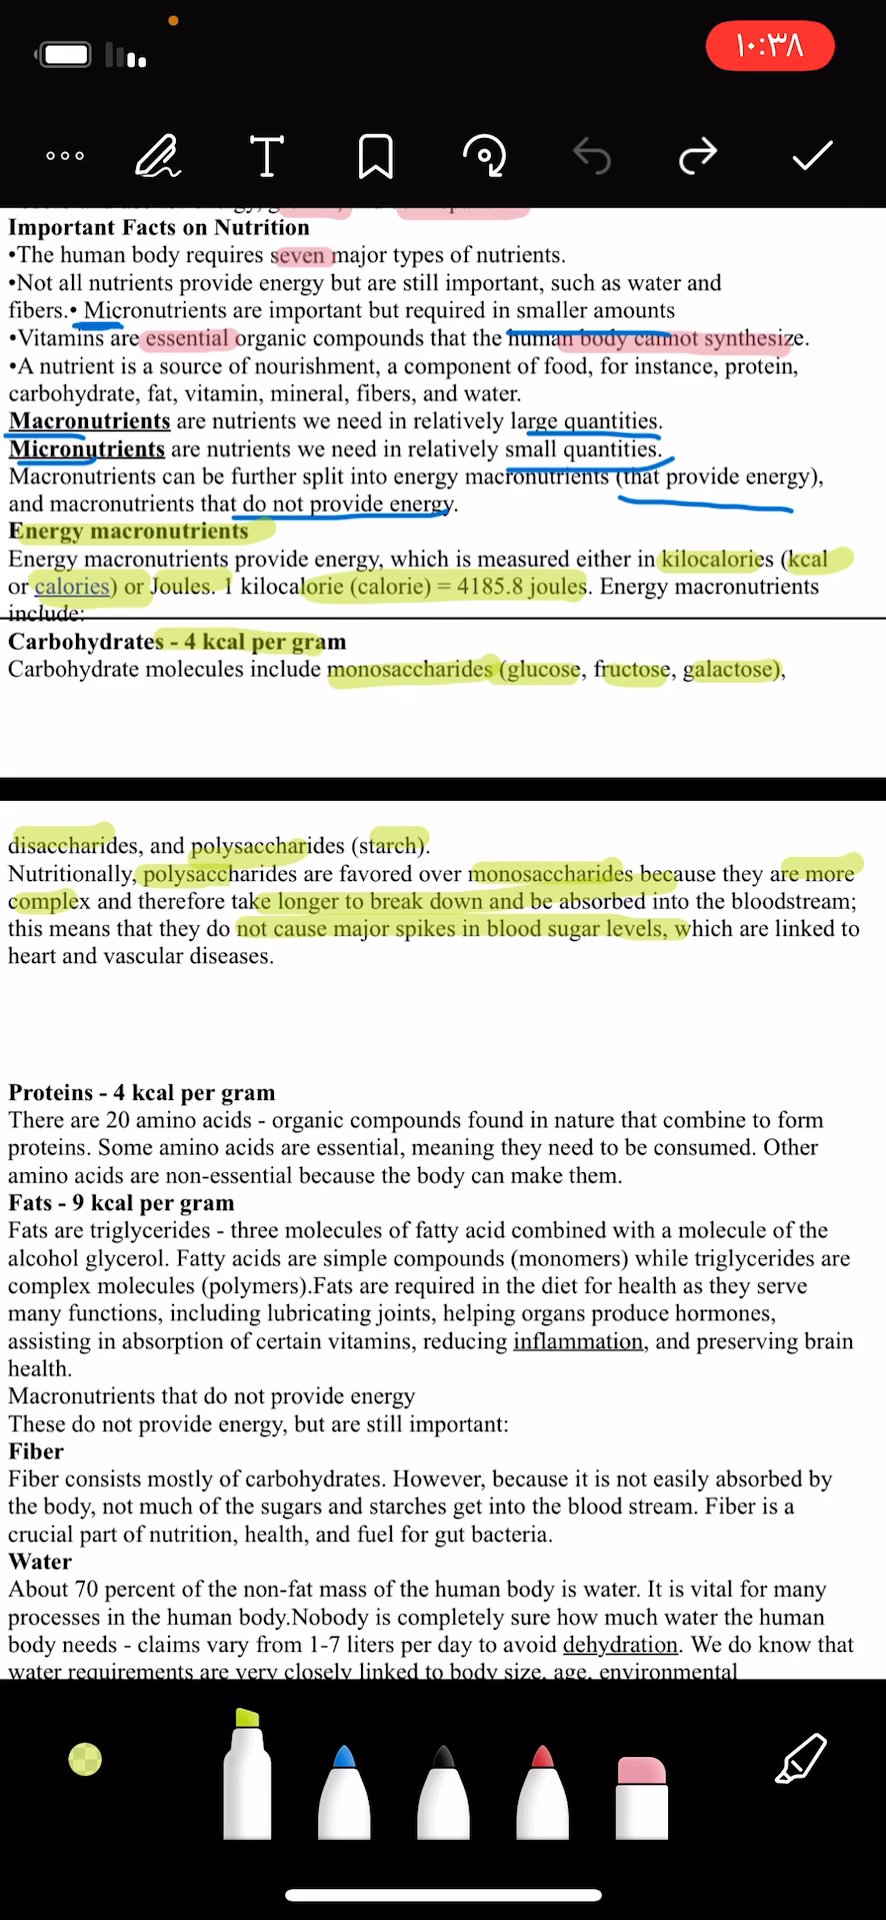 ١٠:٣٨
T
Important Facts on Nutrition
•The human body requires seven major types of nutrients.
•Not all nutrients provide energy but are still important, such as water and
fibers.• Micronutrients are important but required in smaller amounts
•Vitamins are essential organic compounds that the human body cannot synthesize.
•A nutrient is a source of nourishment, a component of food, for instance, protein,
carbohydrate, fat, vitamin, mineral, fibers, and water.
Macronutrients are nutrients we need in relatively large quantities.
Micronutrients are nutrients we need in relatively small quantities.
Macronutrients can be further split into energy macronutrients (that provide energy),
and macronutrients that do not provide energy.
Energy macronutrients
Energy macronutrients provide energy, which is measured either in kilocalories (kcal
or calories) or Joules. 1 kilocalorie (calorie) = 4185.8 joules. Energy macronutrients
include:
Carbohydrates - 4 kcal per gram
Carbohydrate molecules include monosaccharides (glucose, fructose, galactose),
disaccharides, and polysaccharides (starch).
Nutritionally, polysaccharides are favored over monosaccharides because they are more
complex and therefore take longer to break down and be absorbed into the bloodstream;
this means that they do not cause major spikes in blood sugar levels, which are linked to
heart and vascular diseases.
Proteins - 4 kcal per gram
There are 20 amino acids - organic compounds found in nature that combine to form
proteins. Some amino acids are essential, meaning they need to be consumed. Other
amino acids are non-essential because the body can make them.
Fats - 9 kcal per gram
Fats are triglycerides - three molecules of fatty acid combined with a molecule of the
alcohol glycerol. Fatty acids are simple compounds (monomers) while triglycerides are
complex molecules (polymers).Fats are required in the diet for health as they serve
many functions, including lubricating joints, helping organs produce hormones,
assisting in absorption of certain vitamins, reducing inflammation, and preserving brain
health.
Macronutrients that do not provide energy
These do not provide energy, but are still important:
Fiber
Fiber consists mostly of carbohydrates. However, because it is not easily absorbed by
the body, not much of the sugars and starches get into the blood stream. Fiber is a
crucial part of nutrition, health, and fuel for gut bacteria.
Water
About 70 percent of the non-fat mass of the human body is water. It is vital for many
processes in the human body.Nobody is completely sure how much water the human
body needs - claims vary from 1-7 liters per day to avoid dehydration. We do know that
water requirements are very closely linked to body size, age, environmental